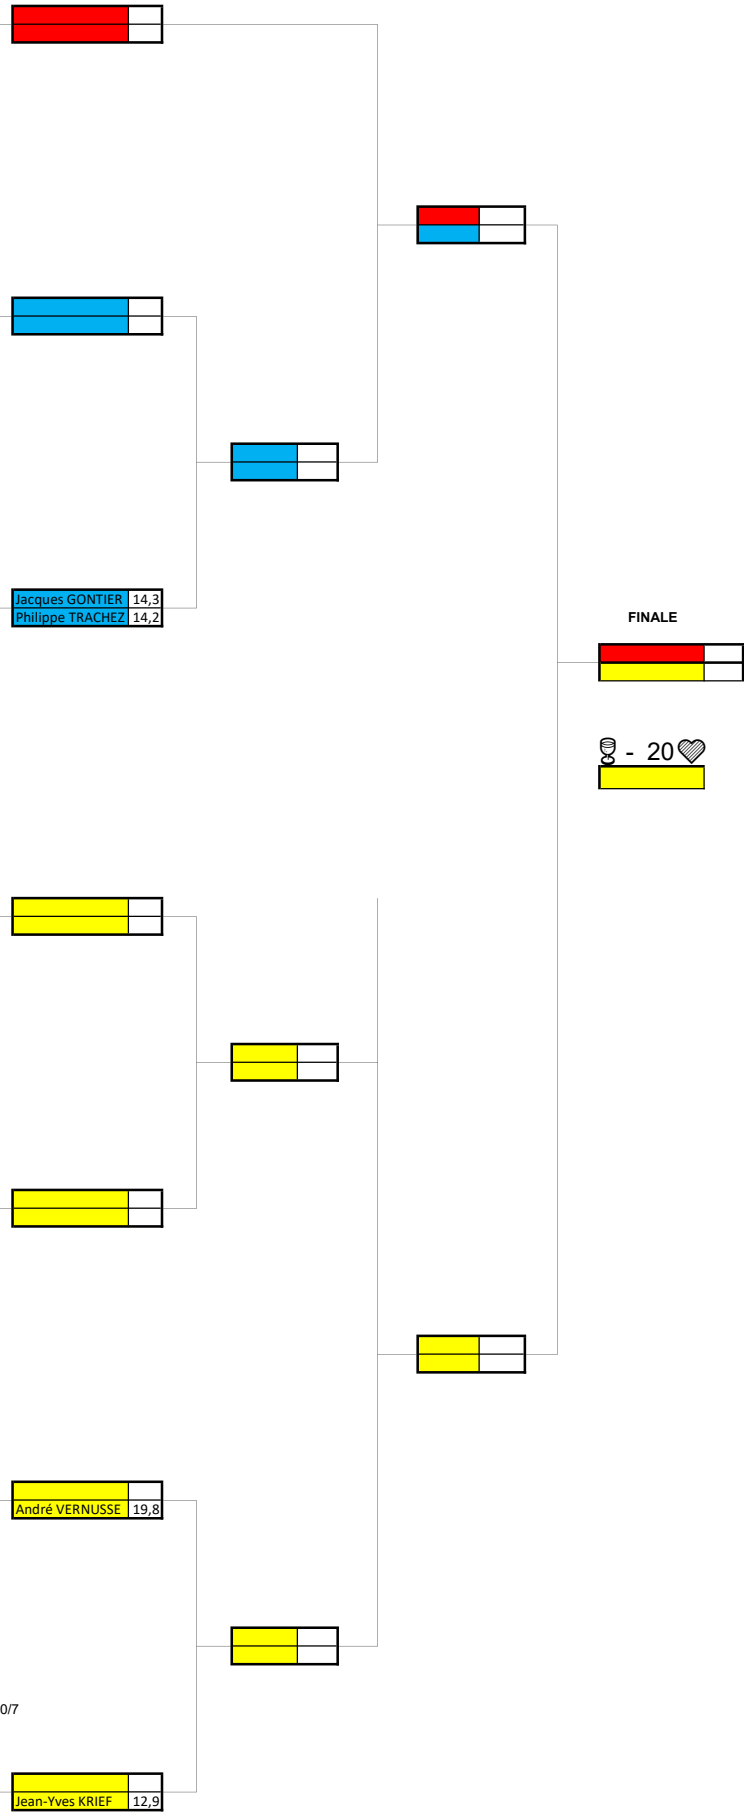 Jacques GONTIER 14,3
Philippe TRACHEZ 14,2
FINALE
- 20
André VERNUSSE 19,8
0/7
Jean-Yves KRIEF 12,9